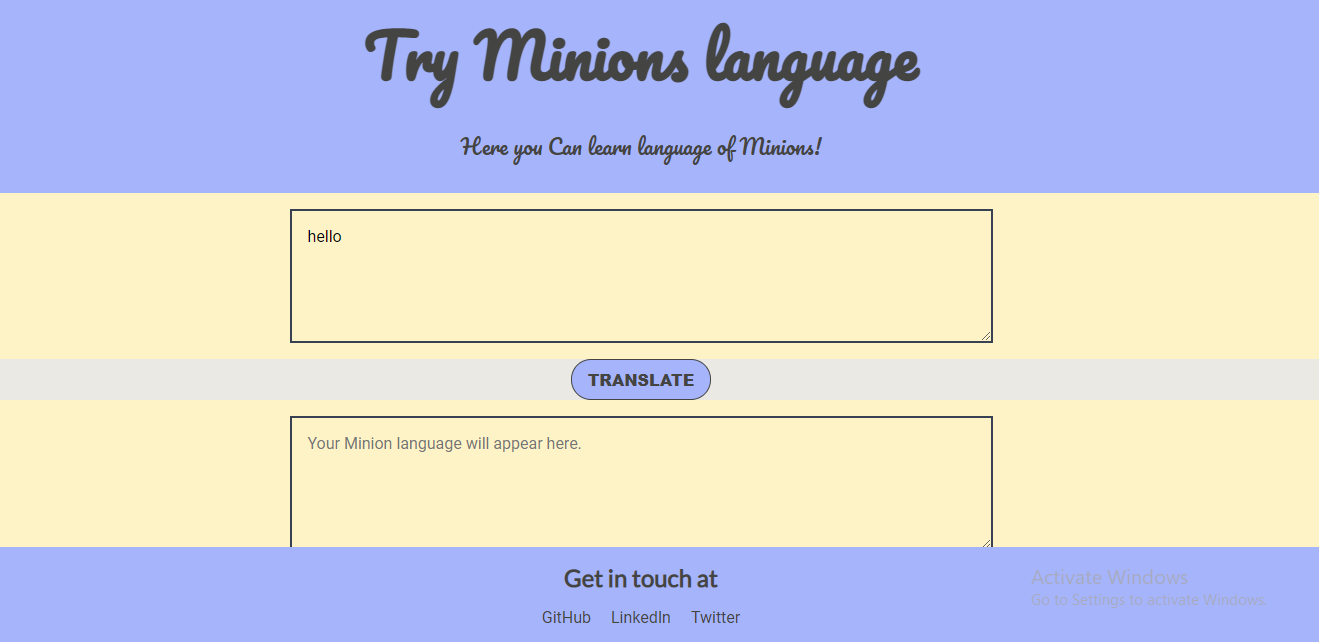 Try Minions language
Here you Can learn language of Minions!
hello
TRANSLATE
Your Minion language will appear here.
Get in touch at
GitHub LinkedIn Twitter
Activate Windows
Go to Settings to activate Windows.